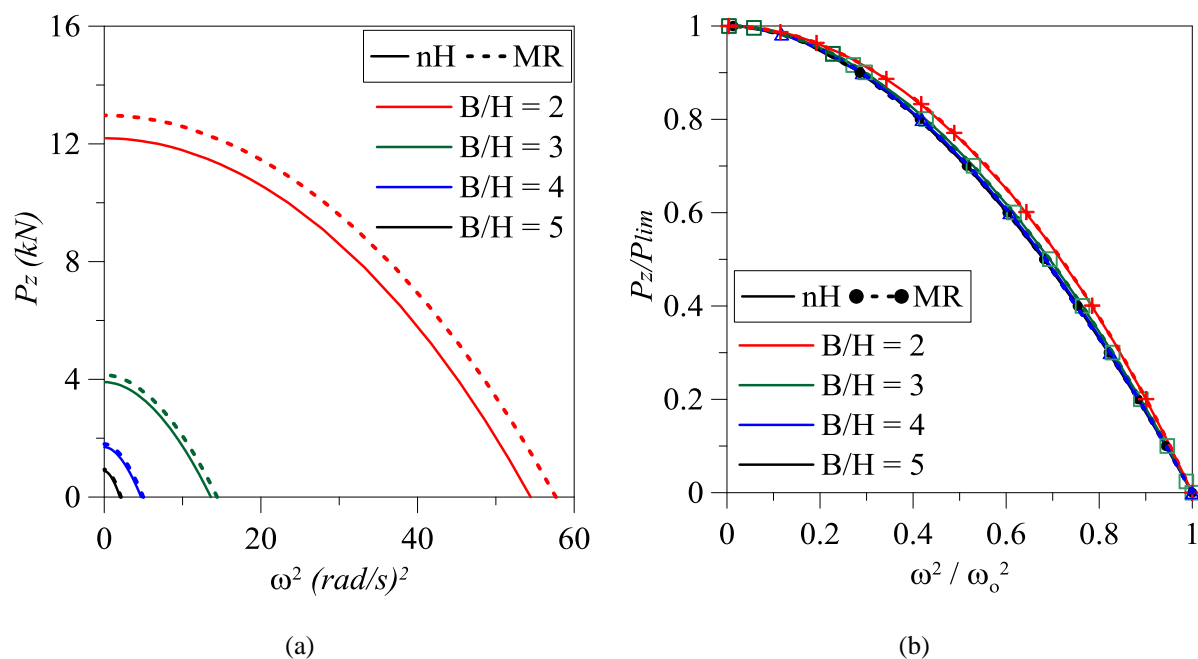 16
12
8
4
0
Pz (kN)
nH MR
B/H = 2
B/H = 3
B/H = 4
B/H = 5
0 20 40 60
ω² (rad/s)²
(a)
1
0.8
0.6
0.4
0.2
0
Pz/Plim
nH MR
B/H = 2
B/H = 3
B/H = 4
B/H = 5
0 0.2 0.4 0.6 0.8 1
ω² / ωo²
(b)